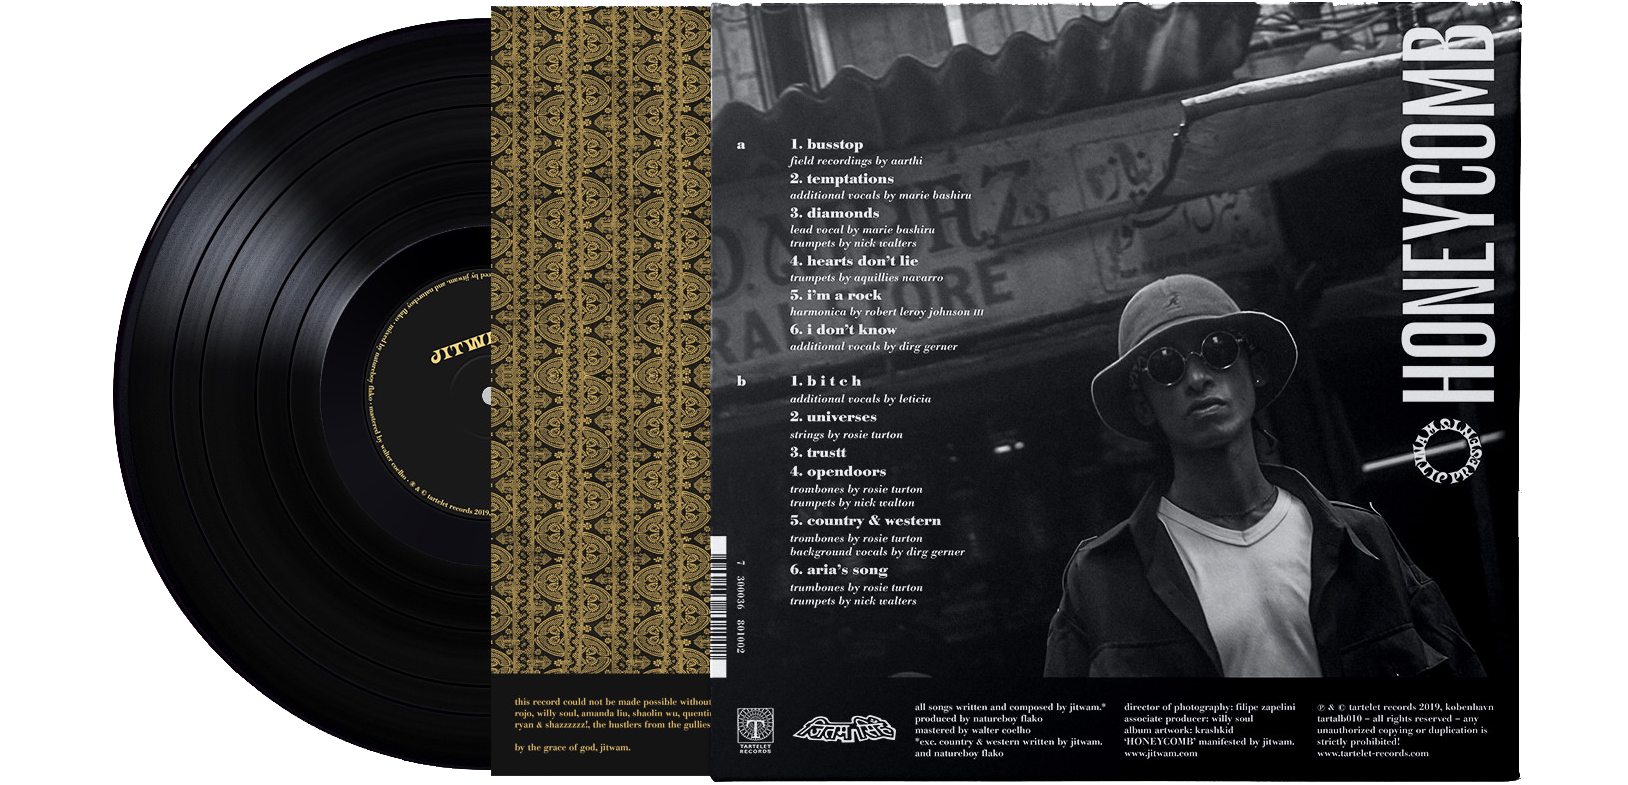 JITWA
mixed by natureboy flako · mastered by walter coelho · ℗ & © tartelet records 2019,
this record could not be made possible without
rojo, willy soul, amanda liu, shaolin wu, quenti
ryan & shazzzzzz!, the hustlers from the gullies
by the grace of god, jitwam.
a
1. busstop
field recordings by aarthi
2. temptations
additional vocals by marie bashiru
3. diamonds
lead vocal by marie bashiru
trumpets by nick walters
4. hearts don't lie
trumpets by aquillies navarro
5. i'm a rock
harmonica by robert leroy johnson III
6. i don't know
additional vocals by dirg gerner
b
1. b i t c h
additional vocals by leticia
2. universes
strings by rosie turton
3. trustt
4. opendoors
trombones by rosie turton
trumpets by nick walton
5. country & western
trombones by rosie turton
background vocals by dirg gerner
6. aria's song
trumbones by rosie turton
trumpets by nick walters
7 300036 801002
HONEYCOMB
JITWAM PRESENTS
TARTELET
RECORDS
all songs written and composed by jitwam.*
produced by natureboy flako
mastered by walter coelho
*exc. country & western written by jitwam.
and natureboy flako
director of photography: filipe zapelini
associate producer: willy soul
album artwork: krashkid
'HONEYCOMB' manifested by jitwam.
www.jitwam.com
℗ & © tartelet records 2019, kobenhavn
tartalb010 – all rights reserved – any
unauthorized copying or duplication is
strictly prohibited!
www.tartelet-records.com